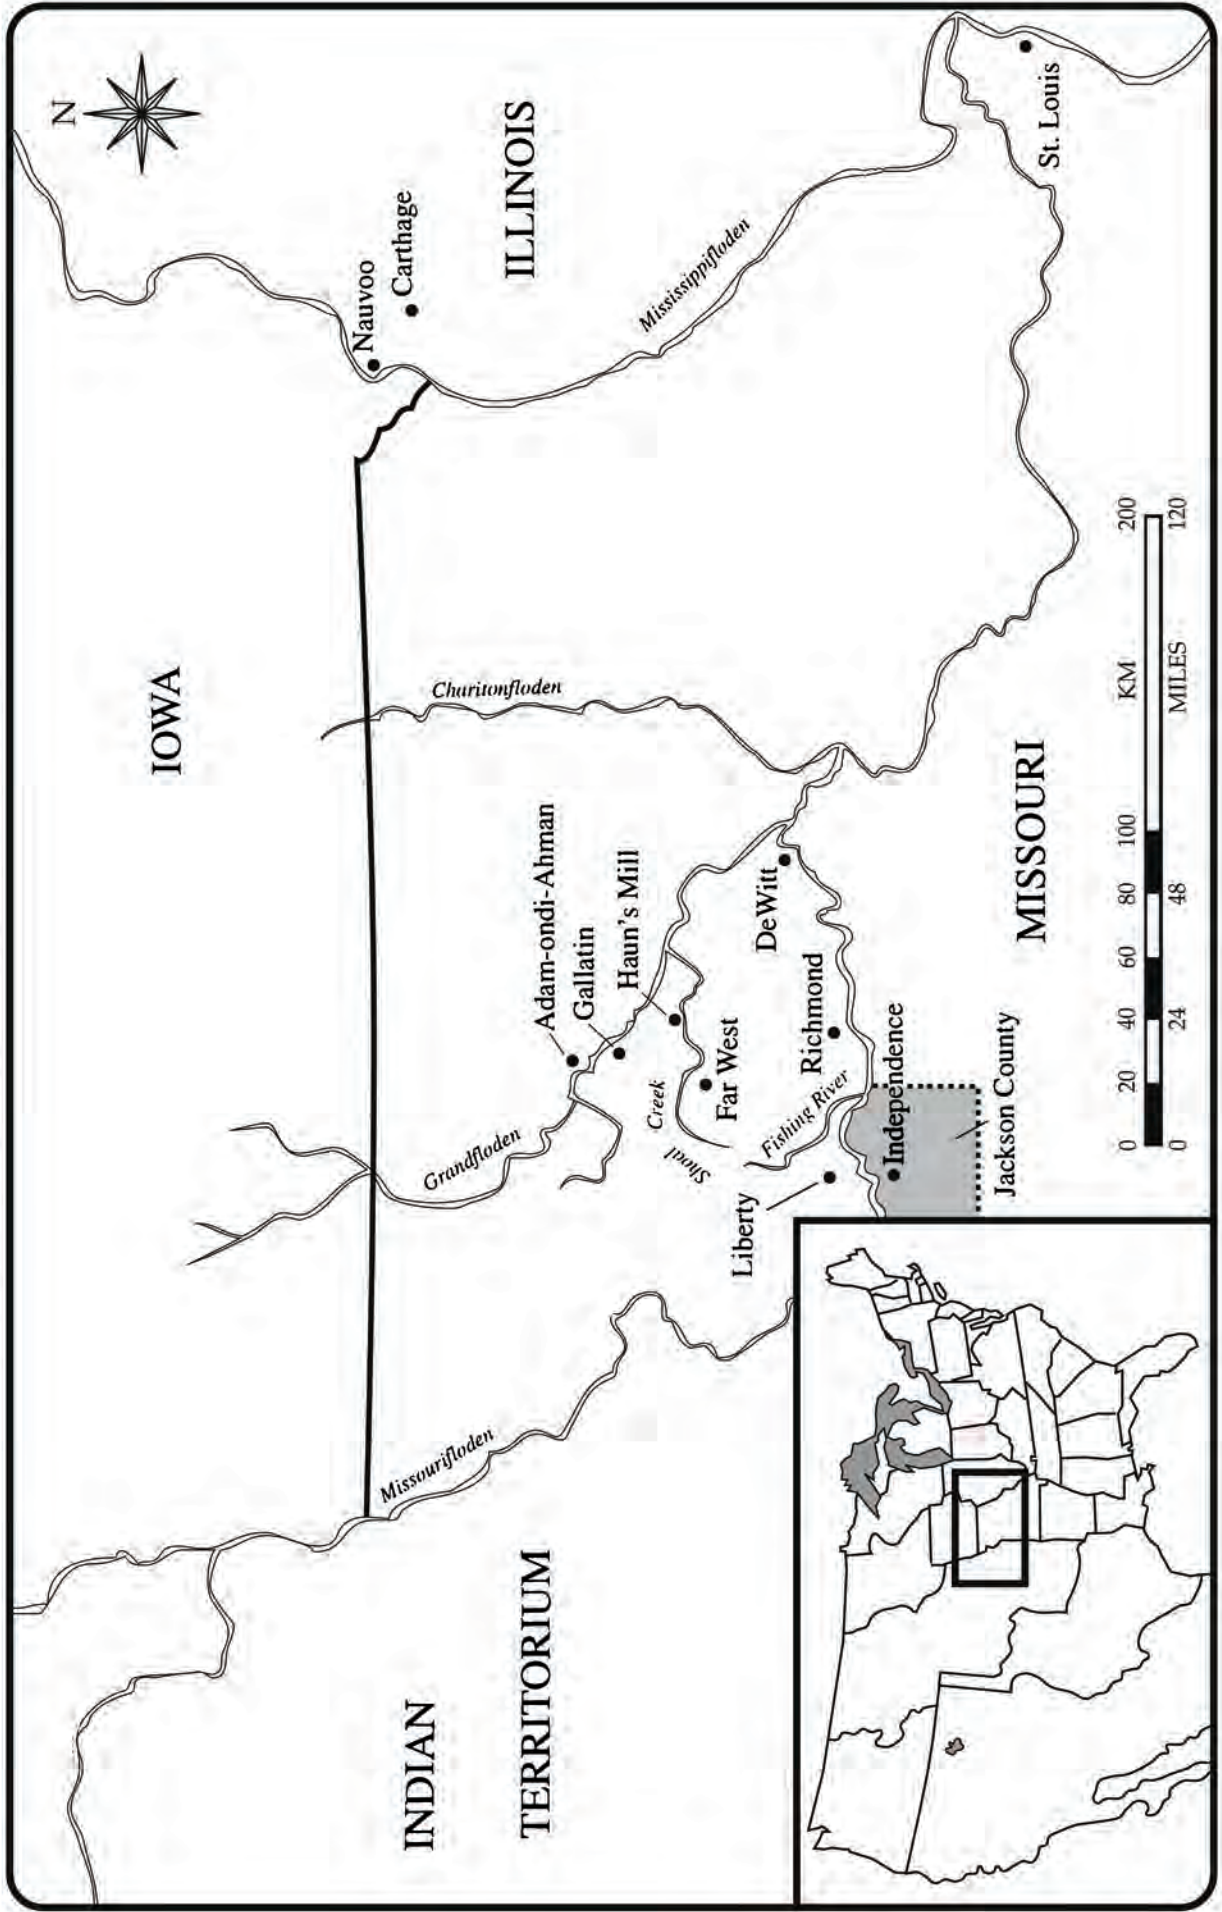 N
IOWA
ILLINOIS
Nauvoo
Carthage
Mississippifloden
St. Louis
Charitonfloden
Grandfloden
Adam-ondi-Ahman
Gallatin
Haun's Mill
Shoal
Creek
Far West
DeWitt
Richmond
Fishing River
Liberty
Independence
Jackson County
MISSOURI
Missourifloden
INDIAN
TERRITORIUM
KM
0 20 40 60 80 100 200
0 24 48 120
MILES